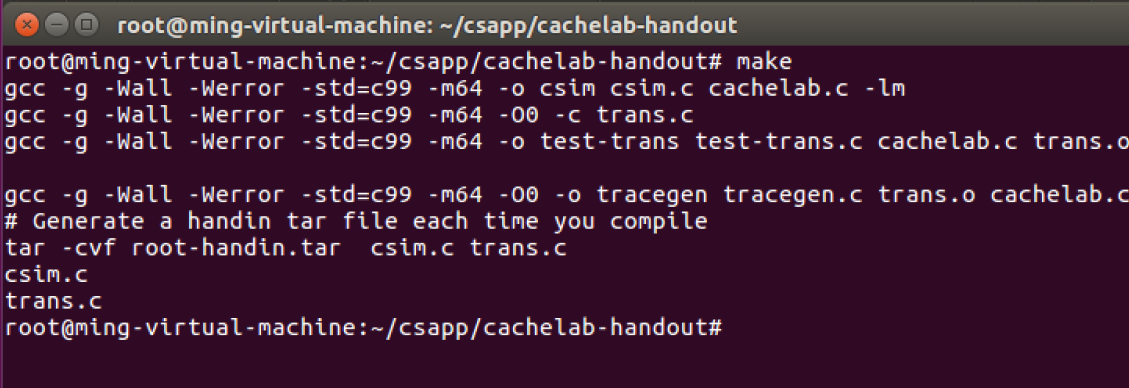 root@ming-virtual-machine: ~/csapp/cachelab-handout
root@ming-virtual-machine:~/csapp/cachelab-handout# make
gcc -g -Wall -Werror -std=c99 -m64 -o csim csim.c cachelab.c -lm
gcc -g -Wall -Werror -std=c99 -m64 -O0 -c trans.c
gcc -g -Wall -Werror -std=c99 -m64 -o test-trans test-trans.c cachelab.c trans.o
gcc -g -Wall -Werror -std=c99 -m64 -O0 -o tracegen tracegen.c trans.o cachelab.c
# Generate a handin tar file each time you compile
tar -cvf root-handin.tar  csim.c trans.c
csim.c
trans.c
root@ming-virtual-machine:~/csapp/cachelab-handout#